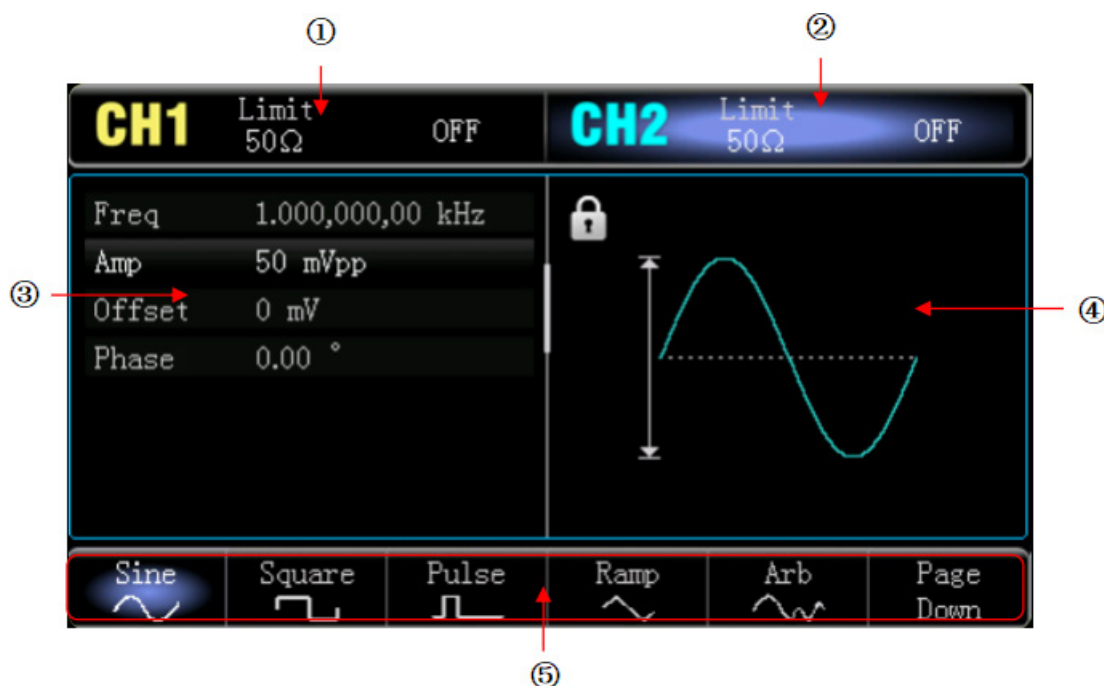 ① ②
CH1 Limit 50Ω OFF CH2 Limit 50Ω OFF
Freq 1.000,000,00 kHz
Amp 50 mVpp
③
Offset 0 mV
④
Phase 0.00 °
Sine Square Pulse Ramp Arb Page Down
⑤